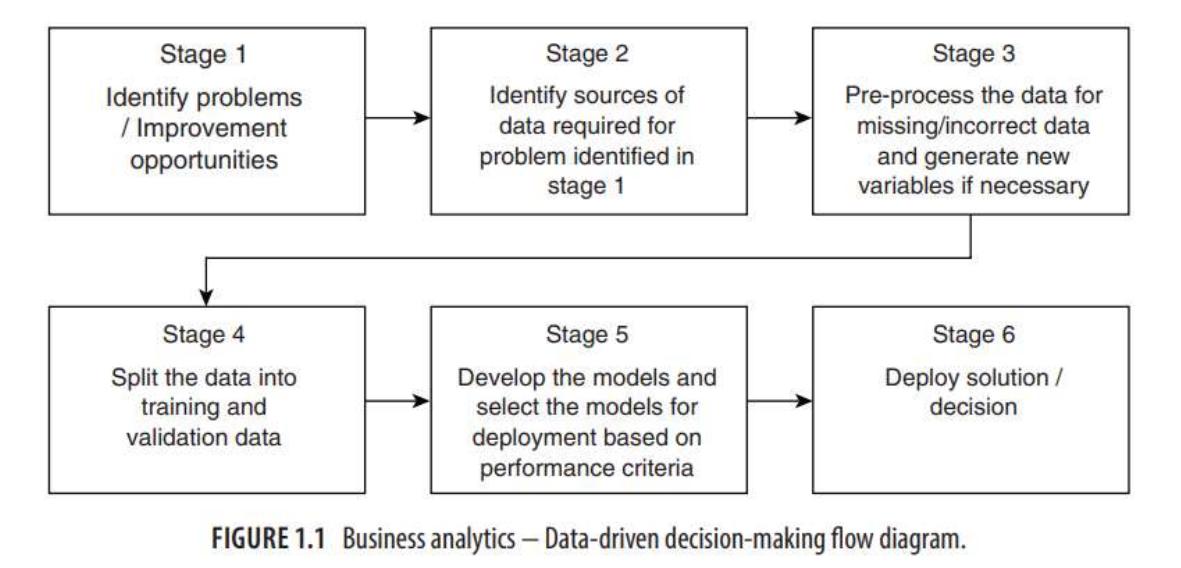 Stage 1
Identify problems
/ Improvement
opportunities
Stage 2
Identify sources of
data required for
problem identified in
stage 1
Stage 3
Pre-process the data for
missing/incorrect data
and generate new
variables if necessary
Stage 4
Split the data into
training and
validation data
Stage 5
Develop the models and
select the models for
deployment based on
performance criteria
Stage 6
Deploy solution /
decision
FIGURE 1.1 Business analytics – Data-driven decision-making flow diagram.